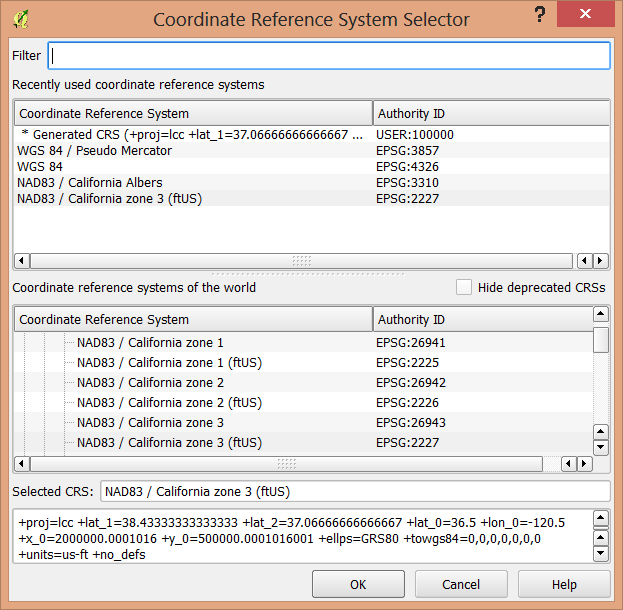 Coordinate Reference System Selector ?
Filter
Recently used coordinate reference systems
Coordinate Reference System Authority ID
* Generated CRS (+proj=lcc +lat_1=37.06666666666667 ... USER:100000
WGS 84 / Pseudo Mercator EPSG:3857
WGS 84 EPSG:4326
NAD83 / California Albers EPSG:3310
NAD83 / California zone 3 (ftUS) EPSG:2227
Coordinate reference systems of the world Hide deprecated CRSs
Coordinate Reference System Authority ID
NAD83 / California zone 1 EPSG:26941
NAD83 / California zone 1 (ftUS) EPSG:2225
NAD83 / California zone 2 EPSG:26942
NAD83 / California zone 2 (ftUS) EPSG:2226
NAD83 / California zone 3 EPSG:26943
NAD83 / California zone 3 (ftUS) EPSG:2227
Selected CRS: NAD83 / California zone 3 (ftUS)
+proj=lcc +lat_1=38.43333333333333 +lat_2=37.06666666666667 +lat_0=36.5 +lon_0=-120.5
+x_0=2000000.0001016 +y_0=500000.0001016001 +ellps=GRS80 +towgs84=0,0,0,0,0,0,0
+units=us-ft +no_defs
OK Cancel Help